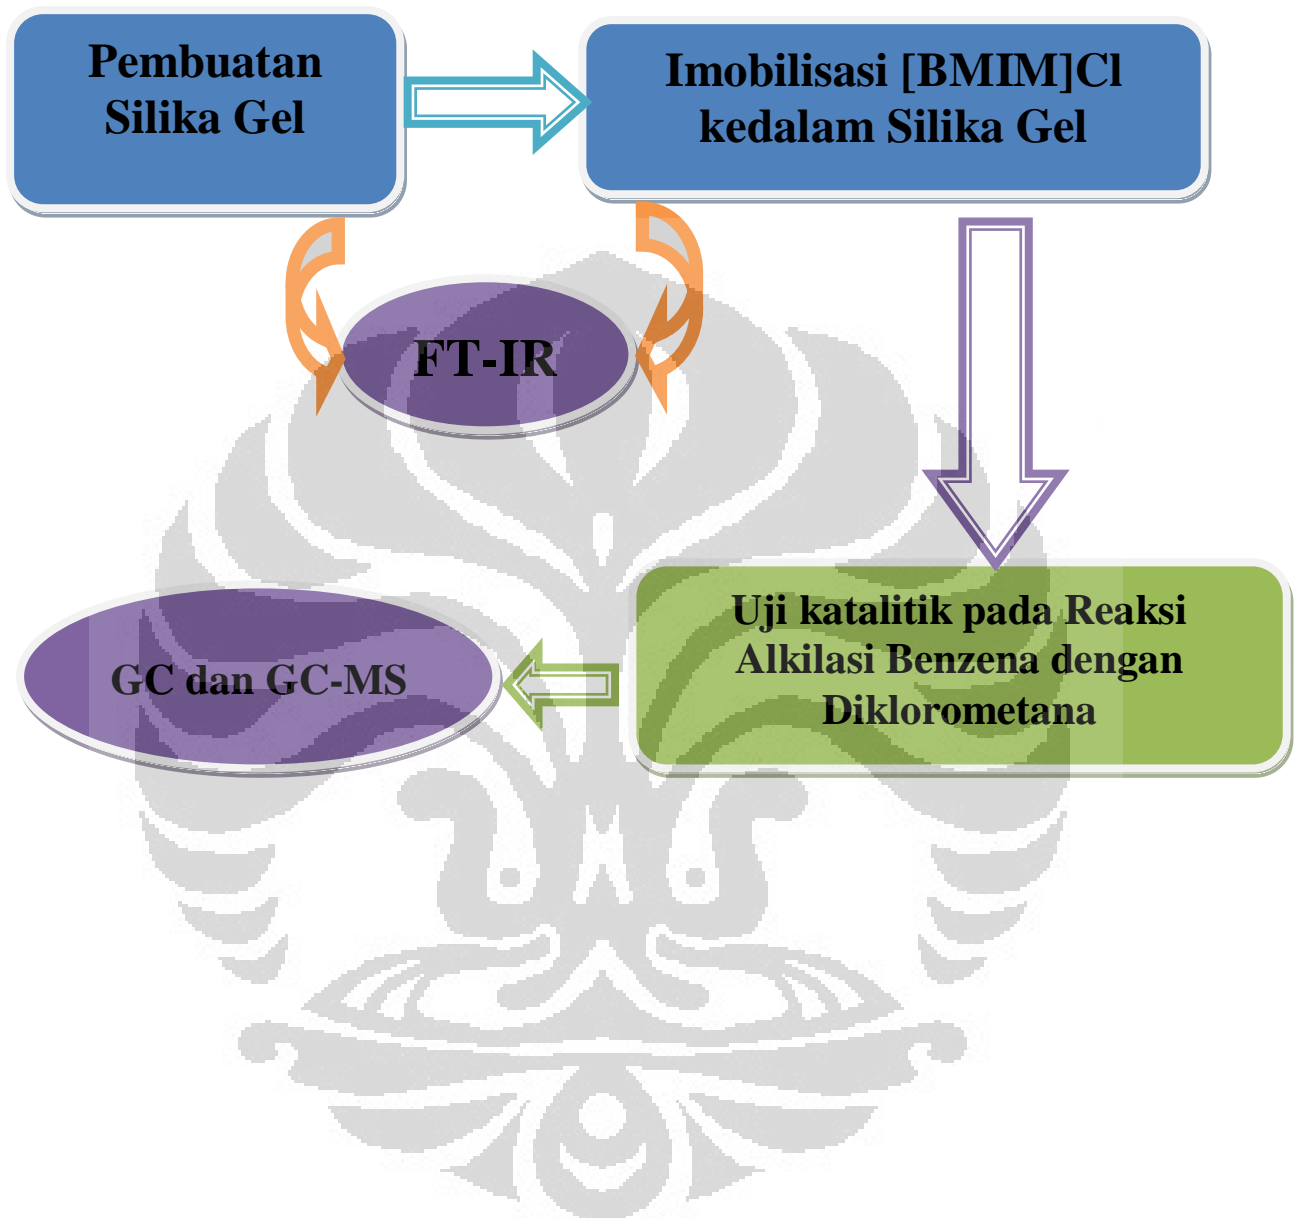 Pembuatan
Silika Gel
Imobilisasi [BMIM]Cl
kedalam Silika Gel
FT-IR
Uji katalitik pada Reaksi
Alkilasi Benzena dengan
Diklorometana
GC dan GC-MS